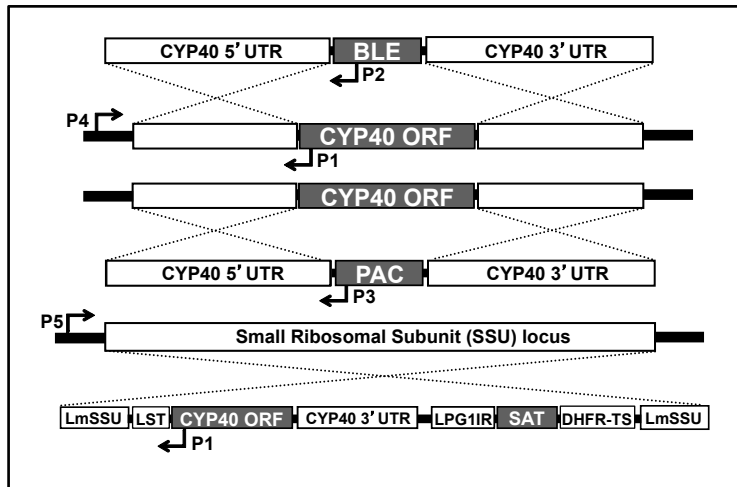 CYP40 5’UTR BLE CYP40 3’UTR
P2
P4
CYP40 ORF
P1
CYP40 ORF
CYP40 5’UTR PAC CYP40 3’UTR
P3
P5
Small Ribosomal Subunit (SSU) locus
LmSSU LST CYP40 ORF CYP40 3’UTR LPG1IR SAT DHFR-TS LmSSU
P1